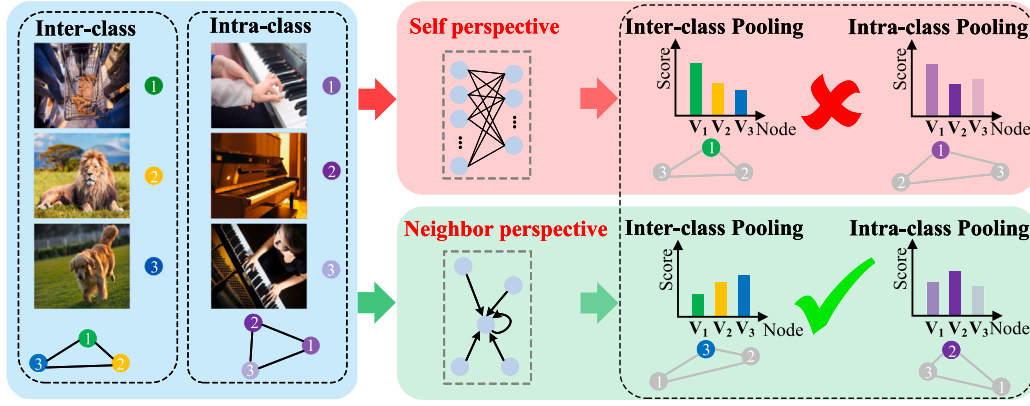 Inter-class
Intra-class
1
2
3
1
2
3
1
3
2
2
1
3
Self perspective
Inter-class Pooling
Intra-class Pooling
Score
V1 V2 V3 Node
1
3
2
Score
V1 V2 V3 Node
1
2
3
Neighbor perspective
Inter-class Pooling
Intra-class Pooling
Score
V1 V2 V3 Node
3
2
1
Score
V1 V2 V3 Node
2
3
1